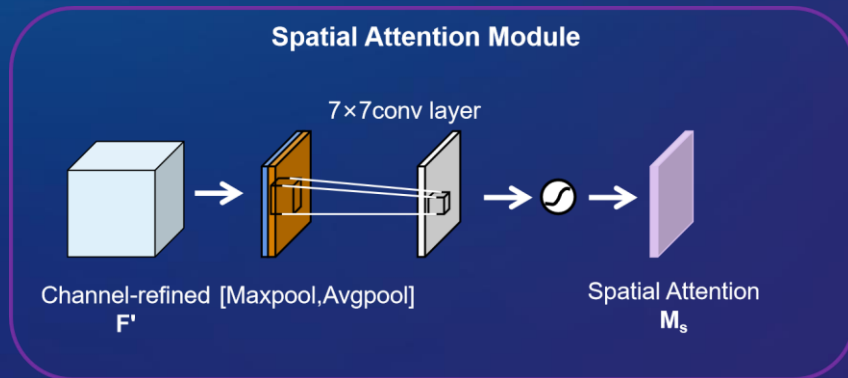 Spatial Attention Module
7×7conv layer
Channel-refined [Maxpool,Avgpool]
F'
Spatial Attention
Mₛ